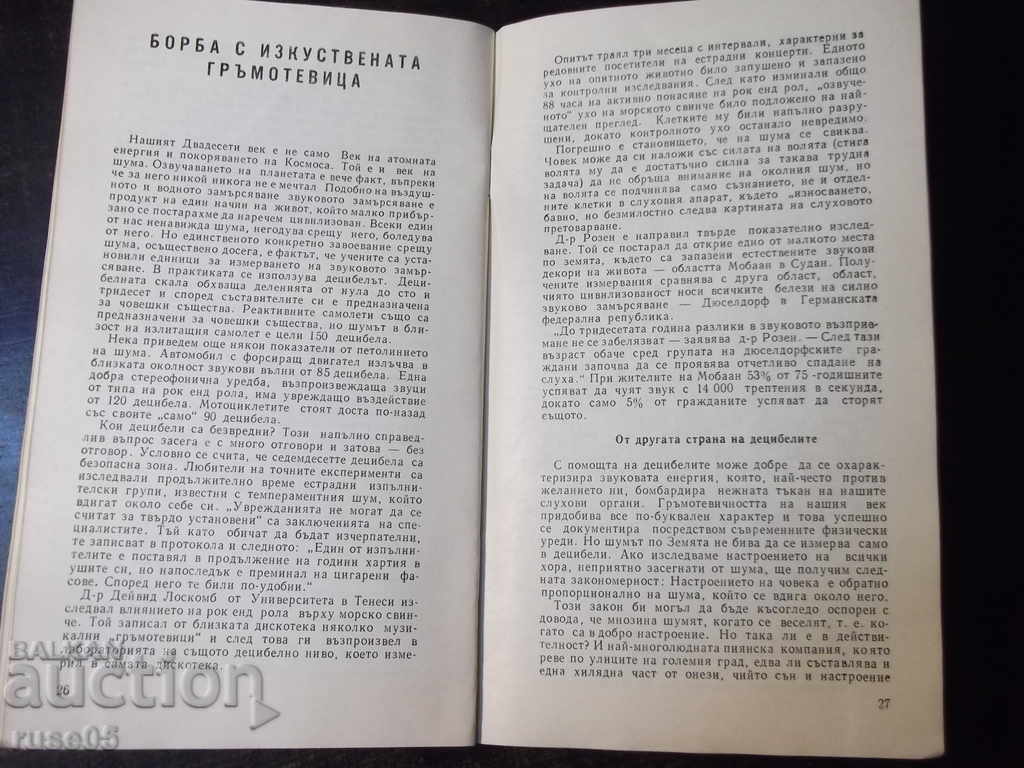 БОРБА С ИЗКУСТВЕНАТА
ГРЪМОТЕВИЦА
Нашият Двадесети век е не само Век на атомната
енергия и покоряването на Космоса. Той е и век на
шума. Озвучаването на планетата е вече факт, въпреки
че за него никой никога не е мечтал Подобно на въздуш-
ното и водното замърсяване звуковото замърсяване е
продукт на един начин на живот, който малко прибър-
зано се постарахме да наречем цивилизован. Всеки един
от нас ненавижда шума, негодува срещу него, боледува
от него. Но единственото конкретно завоевание срещу
шума, осъществено досега, е фактът, че учените са уста-
новили единици за измерването на звуковото замър-
сяване. В практиката се използува децибелът. Деци-
белната скала обхваща деленията от нула до сто и
тридесет и според съставителите си е предназначена
за човешки същества. Реактивните самолети също са
предназначени за човешки същества, но шумът в бли-
зост на излитащия самолет е цели 150 децибела.
Нека приведем още някои показатели от петолинието
на шума. Автомобил с форсиращ двигател излъчва в
близката околност звукови вълни от 85 децибела. Една
добра стереофонична уредба, възпроизвеждаща звуци
от типа на рок енд рола, има увреждащо въздействие
от 120 децибела. Мотоциклетите стоят доста по-назад
със своите „само“ 90 децибела.
Кои децибели са безвредни? Този напълно справед-
лив въпрос засега е с много отговори и затова — без
отговор. Условно се счита, че седемдесетте децибела са
безопасна зона. Любители на точните експерименти са
изследвали продължително време естрадни изпълни-
телски групи, известни с темпераментния шум, който
вдигат около себе си. „Уврежданията не могат да се
считат за твърдо установени“ са заключенията на спе-
циалистите. Тъй като обичат да бъдат изчерпателни,
те записват в протокола и следното: „Един от изпълни-
телите е поставял в продължение на години хартия в
ушите си, но напоследък е преминал на цигарени фа-
сове. Според него те били по-удобни.“
Д-р Дейвид Лоскомб от Университета в Тенеси из-
следвал влиянието на рок енд рола върху морско свин-
че. Той записал от близката дискотека няколко музи-
кални „гръмотевици“ и след това ги възпроизвел в
лабораторията на същото децибелно ниво, което изме-
рил в самата дискотека.
26
Опитът траял три месеца с интервали, характерни за
редовните посетители на естрадни концерти. Едното
ухо на опитното животно било запушено и запазено
за контролни изследвания. След като изминали общо
88 часа на активно понасяне на рок енд рол, „озвуче-
ното“ ухо на морското свинче било подложено на най-
щателен преглед. Клетките му били напълно разру-
шени, докато контролното ухо останало невредимо.
Погрешно е становището, че на шума се свиква.
Човек може да си наложи със силата на волята (стига
волята му да е достатъчно силна за такава трудна
задача) да не обръща внимание на околния шум, но
на волята се подчинява само съзнанието, не и отдел-
ните клетки в слуховия апарат, където „износването,
бавно, но безмилостно следва картината на слуховото
претоварване.
Д-р Розен е направил твърде показателно изслед-
ване. Той се постарал да открие едно от малкото места
по земята, където са запазени естествените звукови
декори на живота — областта Мобаан в Судан. Полу-
чените измервания сравнява с друга област, област,
чиято цивилизованост носи всичките белези на силно
звуково замърсяване — Дюселдорф в Германската
федерална република.
„До тридесетата година разлики в звуковото възприе-
мане не се забелязват — заявява д-р Розен. — След тази
възраст обаче сред групата на дюселдорфските гра-
ждани започва да се проявява отчетливо спадане на
слуха.“ При жителите на Мобаан 53% от 75-годишните
успяват да чуят звук с 14 000 трептения в секунда,
докато само 5% от гражданите успяват да сторят
същото.
От другата страна на децибелите
С помощта на децибелите може добре да се охарак-
теризира звуковата енергия, която, най-често против
желанието ни, бомбардира нежната тъкан на нашите
слухови органи. Гръмотевичността на нашия век
придобива все по-буквален характер и това успешно
се документира посредством съвременните физически
уреди. Но шумът по Земята не бива да се измерва само
в децибели. Ако изследваме настроението на всички
хора, неприятно засегнати от шума, ще получим след-
ната закономерност: Настроението на човека е обратно
пропорционално на шума, който се вдига около него.
Този закон би могъл да бъде късогледо оспорен с
довода, че мнозина шумят, когато се веселят, т. е. ко-
гато са в добро настроение. Но така ли е в действи-
телност? И най-многолюдната пиянска компания, която
реве по улиците на големия град, едва ли съставлява и
една хилядна част от онези, чийто сън и настроение
27
BALKAN
auction
ruse05